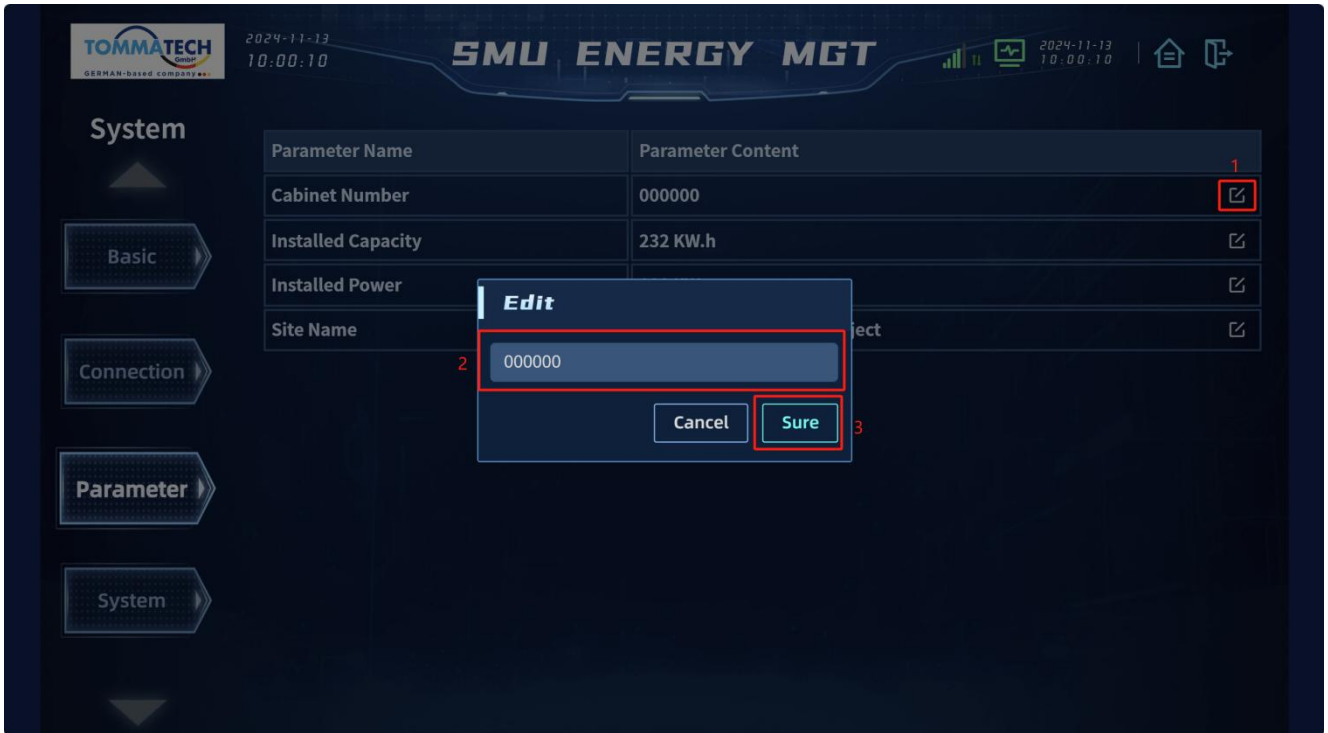 TOMMATECH
GmbH
GERMAN-based company
2024-11-13
10:00:10
SMU ENERGY MGT
2024-11-13
10:00:10
System
Parameter Name
Parameter Content
1
Cabinet Number
000000
Basic
Installed Capacity
232 KW.h
Installed Power
Edit
Site Name
ject
2
000000
Connection
Cancel
Sure
3
Parameter
System